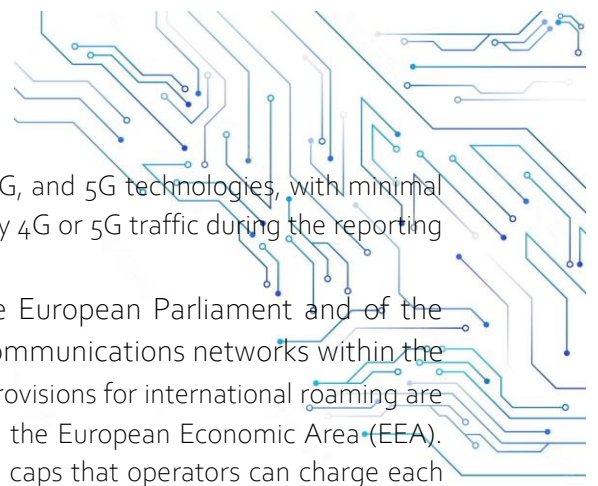 G, and 5G technologies, with minimal
y 4G or 5G traffic during the reporting
e European Parliament and of the
ommunications networks within the
rovisions for international roaming are
the European Economic Area (EEA).
caps that operators can charge each